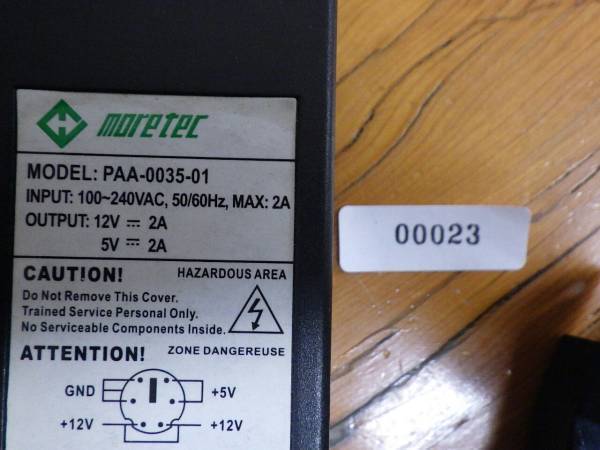 moretec
MODEL: PAA-0035-01
INPUT: 100~240VAC, 50/60Hz, MAX: 2A
OUTPUT: 12V ⎓ 2A
5V ⎓ 2A
CAUTION! HAZARDOUS AREA
Do Not Remove This Cover.
Trained Service Personal Only.
No Serviceable Components Inside.
ATTENTION! ZONE DANGEREUSE
GND +5V
+12V +12V
00023